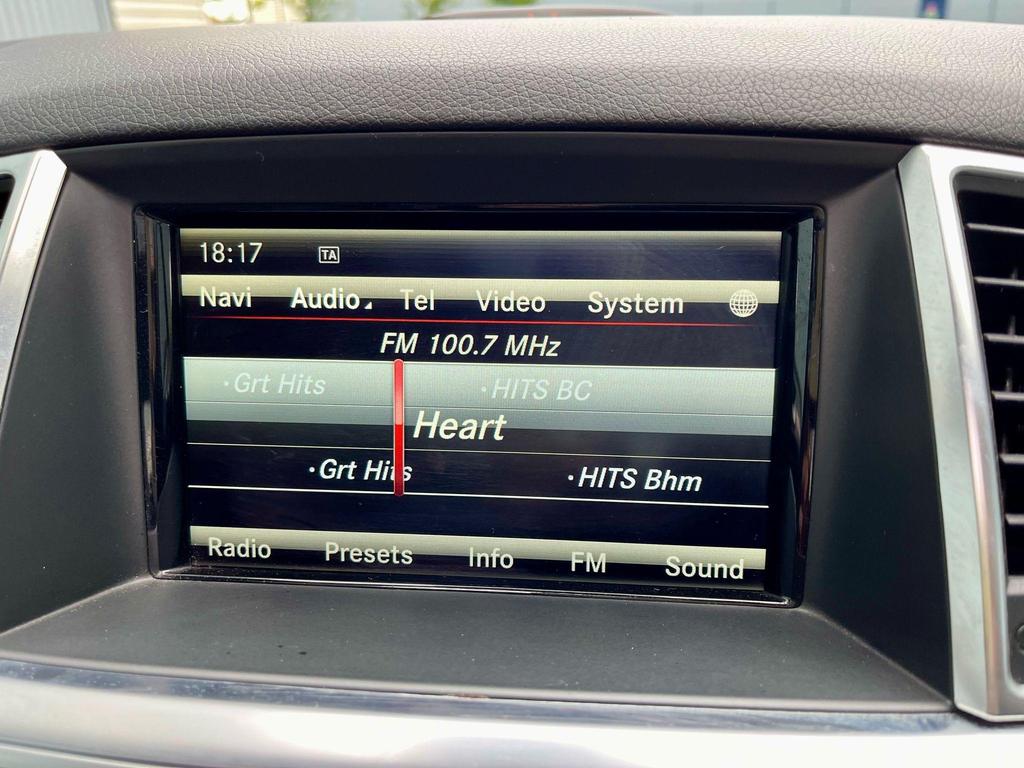 18:17 TA
Navi Audio Tel Video System
FM 100.7 MHz
·Grt Hits ·HITS BC
Heart
·Grt Hits ·HITS Bhm
Radio Presets Info FM Sound